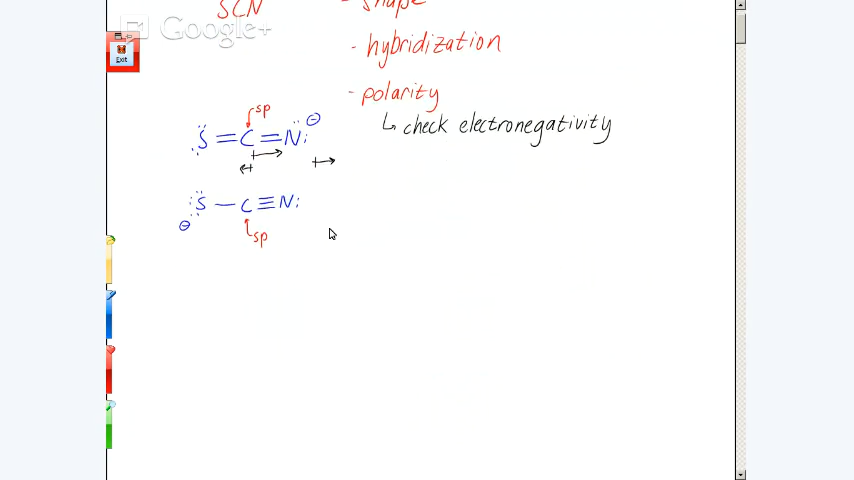 SCN
- shape
Google+
Exit
- hybridization
- polarity
↳ check electronegativity
sp
S=C=N ⊖
S—C≡N
⊖
sp